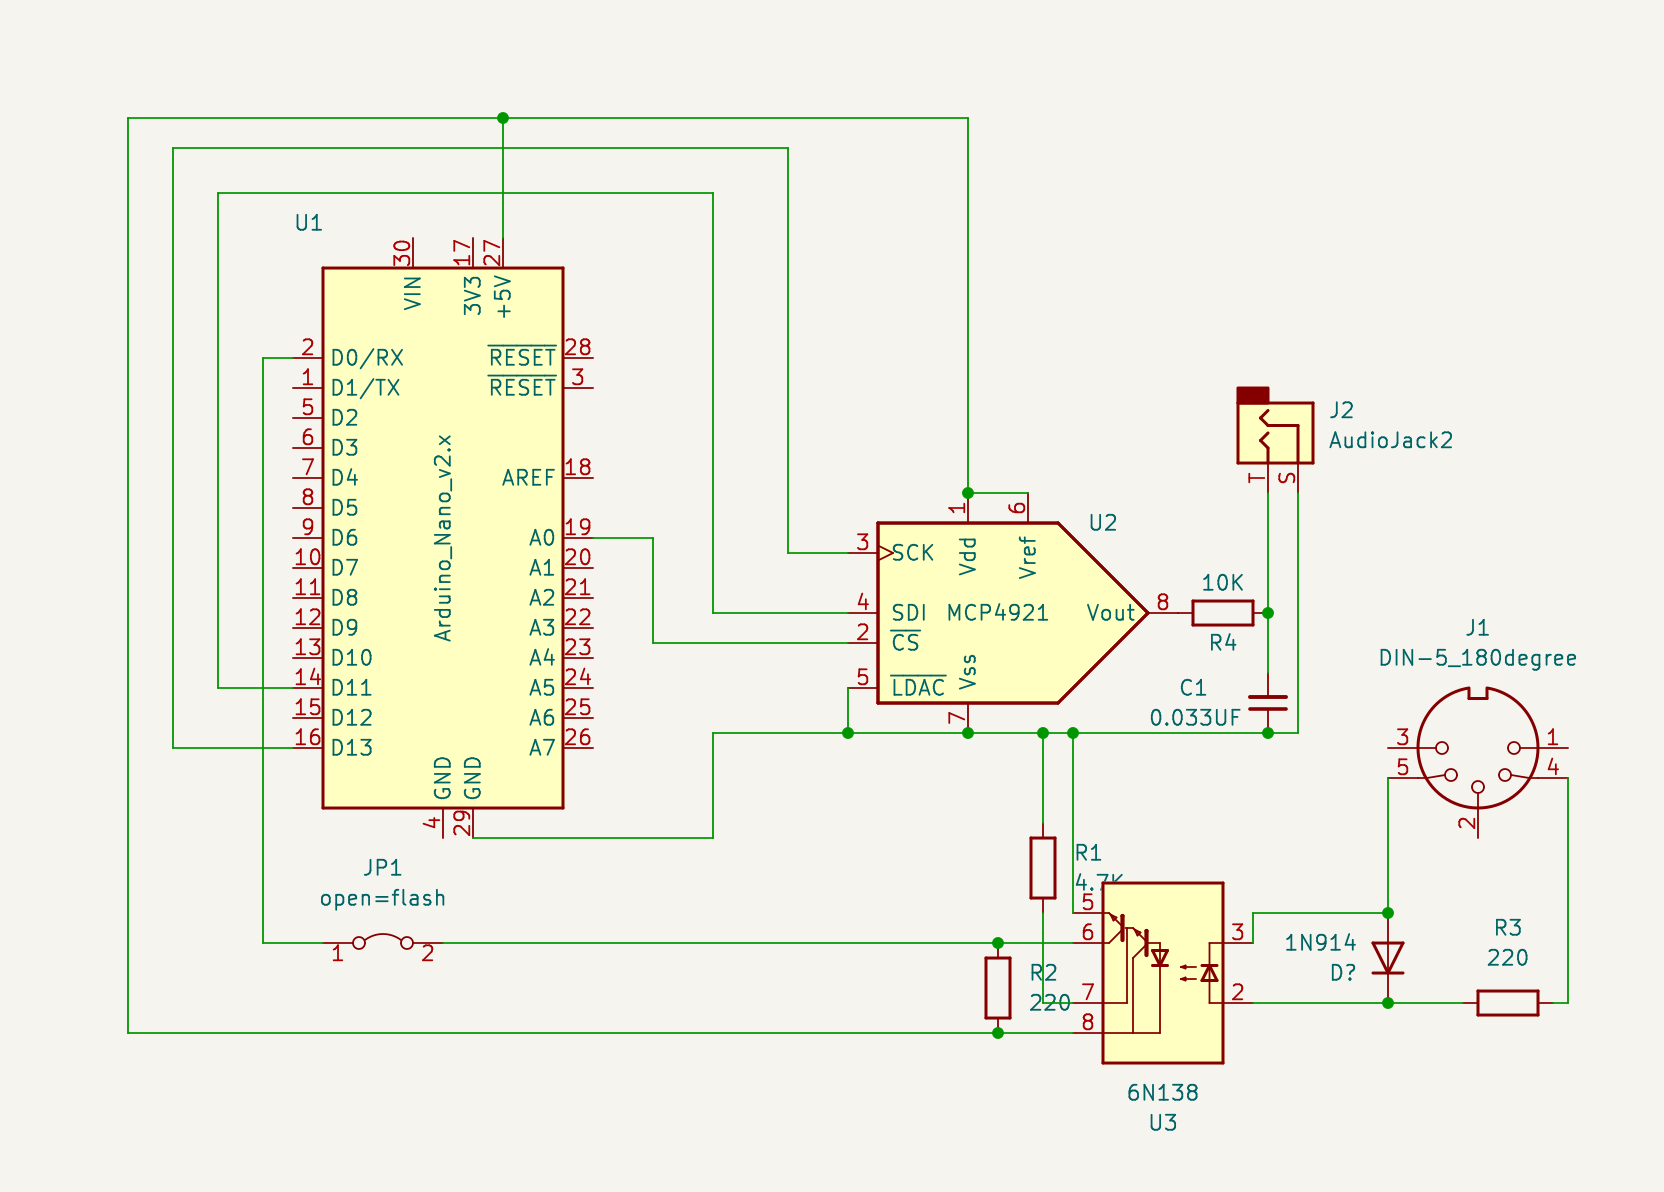 U1
30
17
27
VIN
3V3
+5V
2
D0/RX
RESET
28
1
D1/TX
RESET
3
5
D2
6
D3
7
D4
AREF
18
8
D5
9
D6
A0
19
10
D7
A1
20
11
D8
A2
21
12
D9
A3
22
13
D10
A4
23
14
D11
A5
24
15
D12
A6
25
16
D13
A7
26
Arduino_Nano_v2.x
GND
GND
4
29
JP1
open=flash
1
2
U2
1
6
3
SCK
Vdd
Vref
4
SDI
MCP4921
Vout
8
2
CS
5
LDAC
Vss
7
J2
AudioJack2
T
S
10K
R4
C1
0.033UF
J1
DIN-5_180degree
3
1
5
4
2
R1
4.7K
5
6
7
8
3
2
R2
220
1N914
D?
R3
220
6N138
U3